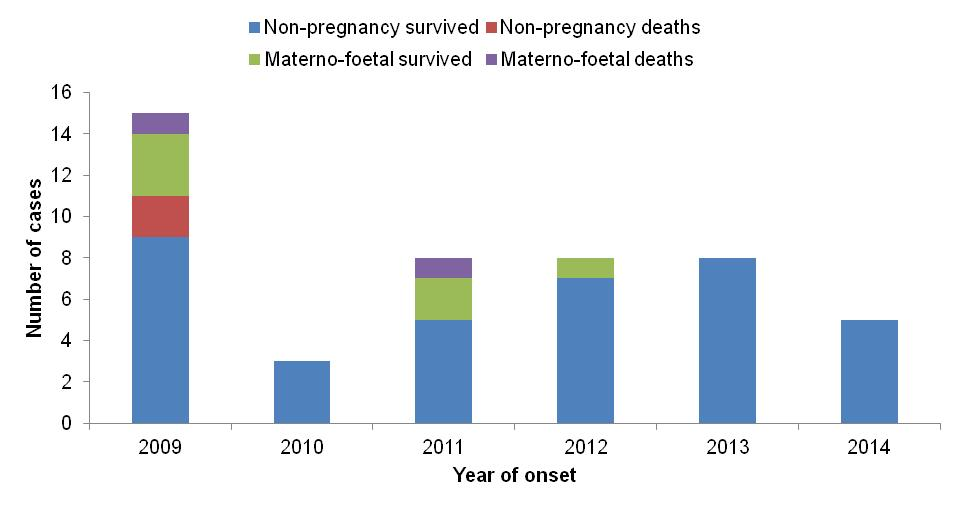 Non-pregnancy survived Non-pregnancy deaths
Materno-foetal survived Materno-foetal deaths
16
14
12
10
8
6
4
2
0
Number of cases
2009 2010 2011 2012 2013 2014
Year of onset